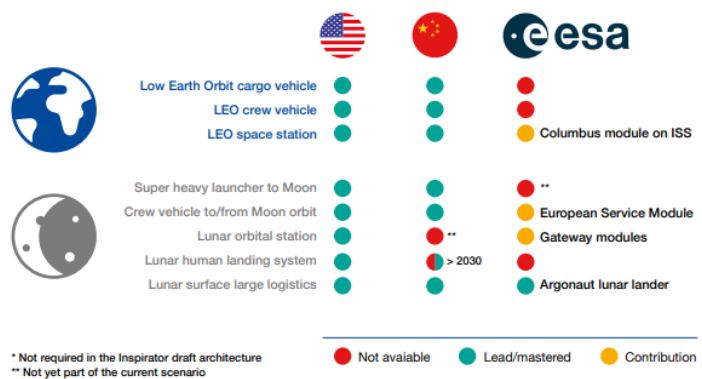 esa
Low Earth Orbit cargo vehicle
LEO crew vehicle
LEO space station Columbus module on ISS
Super heavy launcher to Moon **
Crew vehicle to/from Moon orbit European Service Module
Lunar orbital station ** Gateway modules
Lunar human landing system > 2030
Lunar surface large logistics Argonaut lunar lander
* Not required in the Inspirator draft architecture
** Not yet part of the current scenario
Not avaiable Lead/mastered Contribution